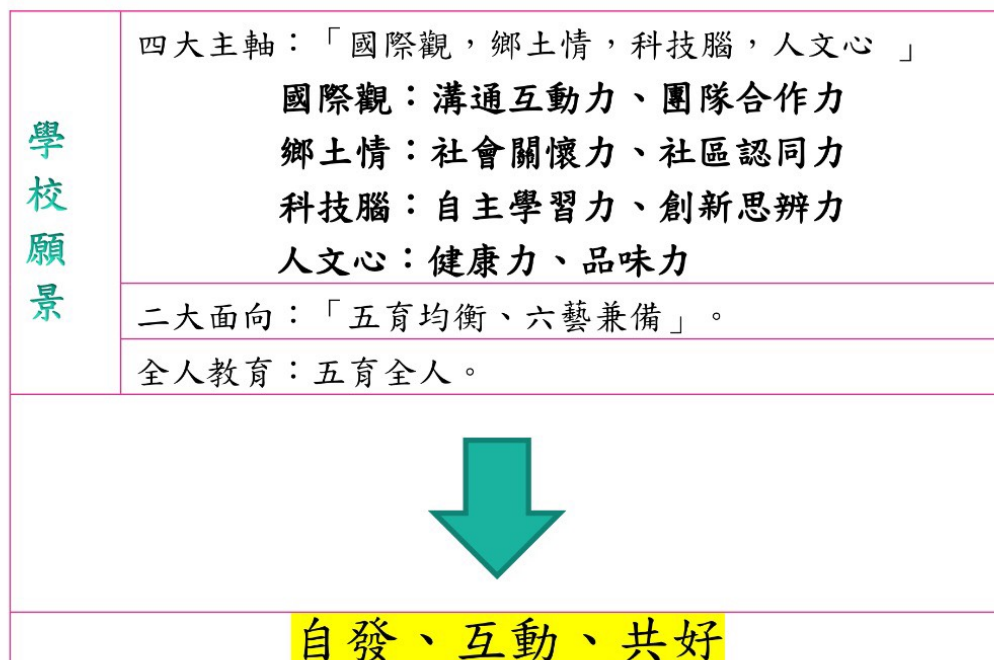 學校願景
四大主軸：「國際觀，鄉土情，科技腦，人文心 」
國際觀：溝通互動力、團隊合作力
鄉土情：社會關懷力、社區認同力
科技腦：自主學習力、創新思辨力
人文心：健康力、品味力
二大面向：「五育均衡、六藝兼備」。
全人教育：五育全人。
自發、互動、共好